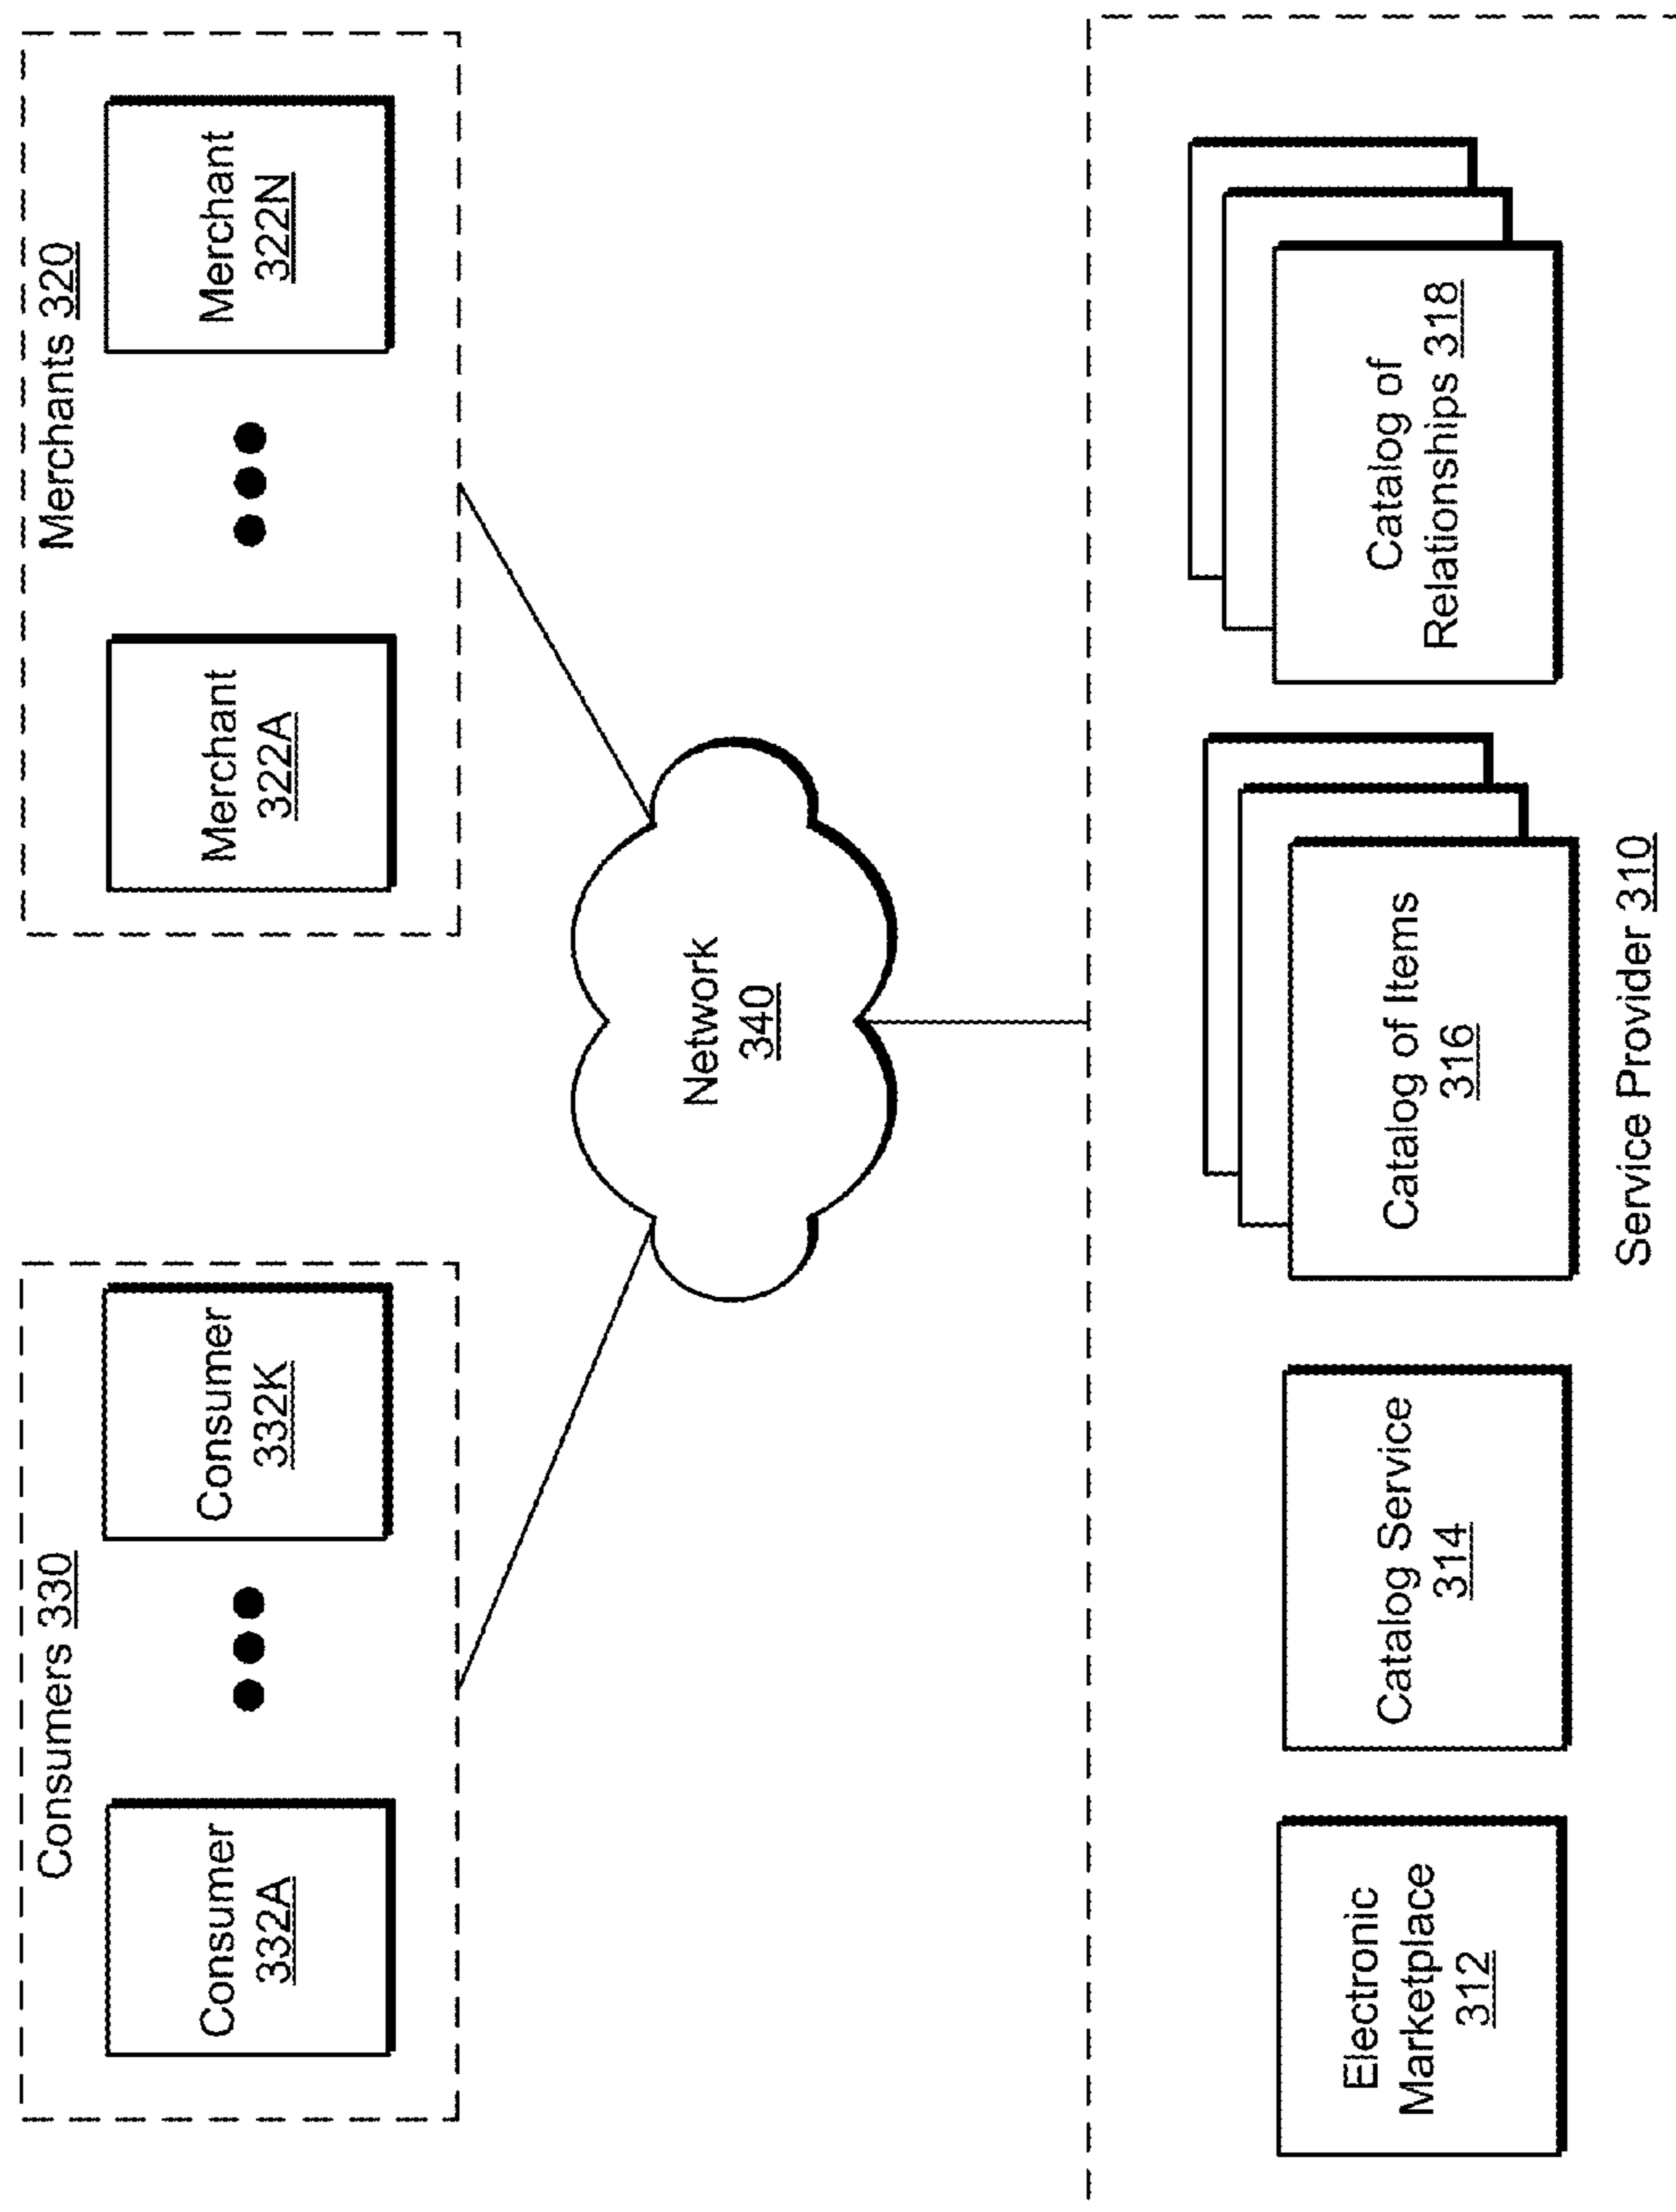 Consumers 330
Consumer
332A
Consumer
332K
Merchants 320
Merchant
322A
Merchant
322N
Network
340
Electronic
Marketplace
312
Catalog Service
314
Catalog of Items
316
Catalog of
Relationships 318
Service Provider 310